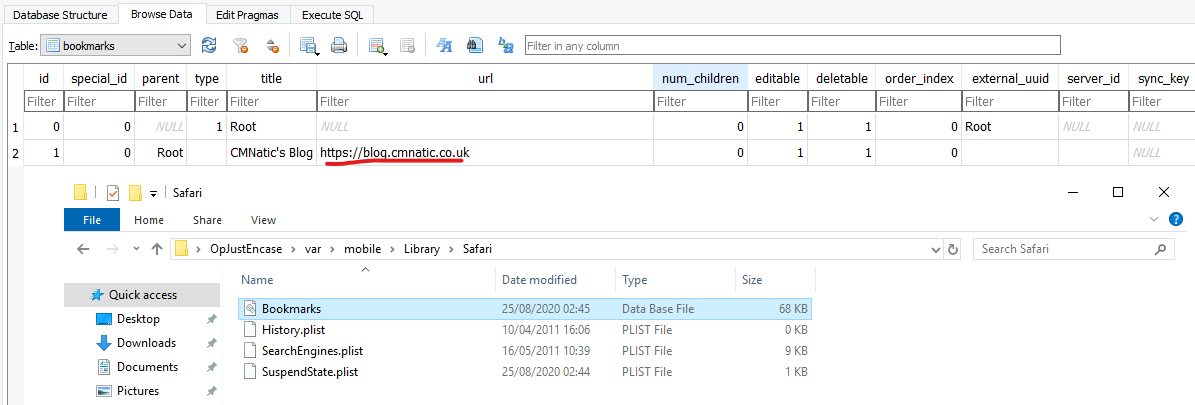 Database Structure Browse Data Edit Pragmas Execute SQL
Table: bookmarks Filter in any column
id special_id parent type title url num_children editable deletable order_index external_uuid server_id sync_key
Filter Filter Filter Filter Filter Filter Filter Filter Filter Filter Filter Filter Filter
1 0 0 NULL 1 Root NULL 0 1 1 0 Root
2 1 0 Root CMNatic's Blog https://blog.cmnatic.co.uk 0 1 1 0
Safari
File Home Share View
OpJustEncase › var › mobile › Library › Safari Search Safari
Name Date modified Type Size
Quick access
Desktop
Downloads
Documents
Pictures
Bookmarks 25/08/2020 02:45 Data Base File 68 KB
History.plist 10/04/2011 16:06 PLIST File 0 KB
SearchEngines.plist 16/05/2011 10:39 PLIST File 9 KB
SuspendState.plist 25/08/2020 02:44 PLIST File 1 KB